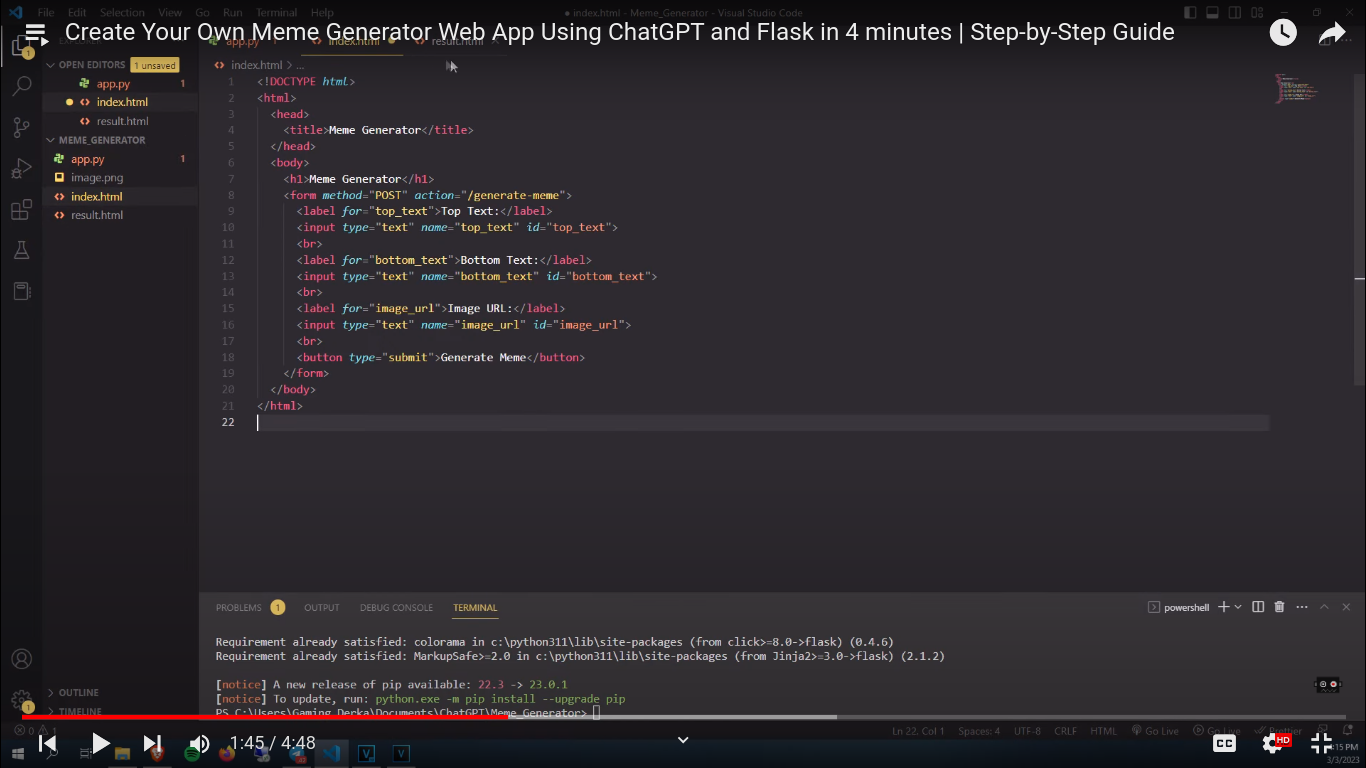 File Edit Selection View Go Run Terminal Help
index.html - Meme_Generator - Visual Studio Code
Create Your Own Meme Generator Web App Using ChatGPT and Flask in 4 minutes | Step-by-Step Guide
app.py 1 index.html result.html
OPEN EDITORS 1 unsaved
app.py 1
index.html
result.html
MEME_GENERATOR
app.py 1
image.png
index.html
result.html
index.html > ...
1 <!DOCTYPE html>
2 <html>
3 <head>
4 <title>Meme Generator</title>
5 </head>
6 <body>
7 <h1>Meme Generator</h1>
8 <form method="POST" action="/generate-meme">
9 <label for="top_text">Top Text:</label>
10 <input type="text" name="top_text" id="top_text">
11 <br>
12 <label for="bottom_text">Bottom Text:</label>
13 <input type="text" name="bottom_text" id="bottom_text">
14 <br>
15 <label for="image_url">Image URL:</label>
16 <input type="text" name="image_url" id="image_url">
17 <br>
18 <button type="submit">Generate Meme</button>
19 </form>
20 </body>
21 </html>
22
PROBLEMS 1 OUTPUT DEBUG CONSOLE TERMINAL
powershell
Requirement already satisfied: colorama in c:\python311\lib\site-packages (from click>=8.0->flask) (0.4.6)
Requirement already satisfied: MarkupSafe>=2.0 in c:\python311\lib\site-packages (from Jinja2>=3.0->flask) (2.1.2)
[notice] A new release of pip available: 22.3 -> 23.0.1
[notice] To update, run: python.exe -m pip install --upgrade pip
PS C:\Users\Gaming Derka\Documents\ChatGPT\Meme_Generator>
OUTLINE
TIMELINE
Ln 22, Col 1 Spaces: 4 UTF-8 CRLF HTML Go Live Go Live Prettier
1:45 / 4:48
CC HD
3/3/2023